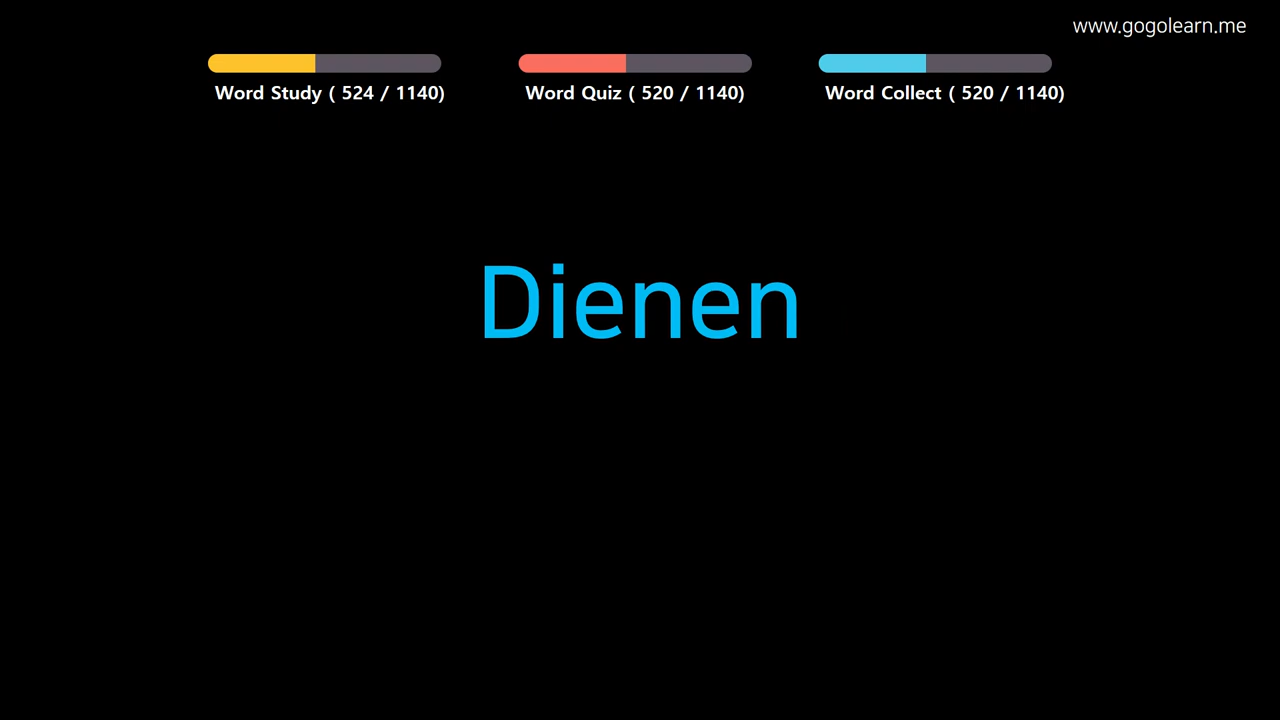 www.gogolearn.me
Word Study ( 524 / 1140)
Word Quiz ( 520 / 1140)
Word Collect ( 520 / 1140)
Dienen